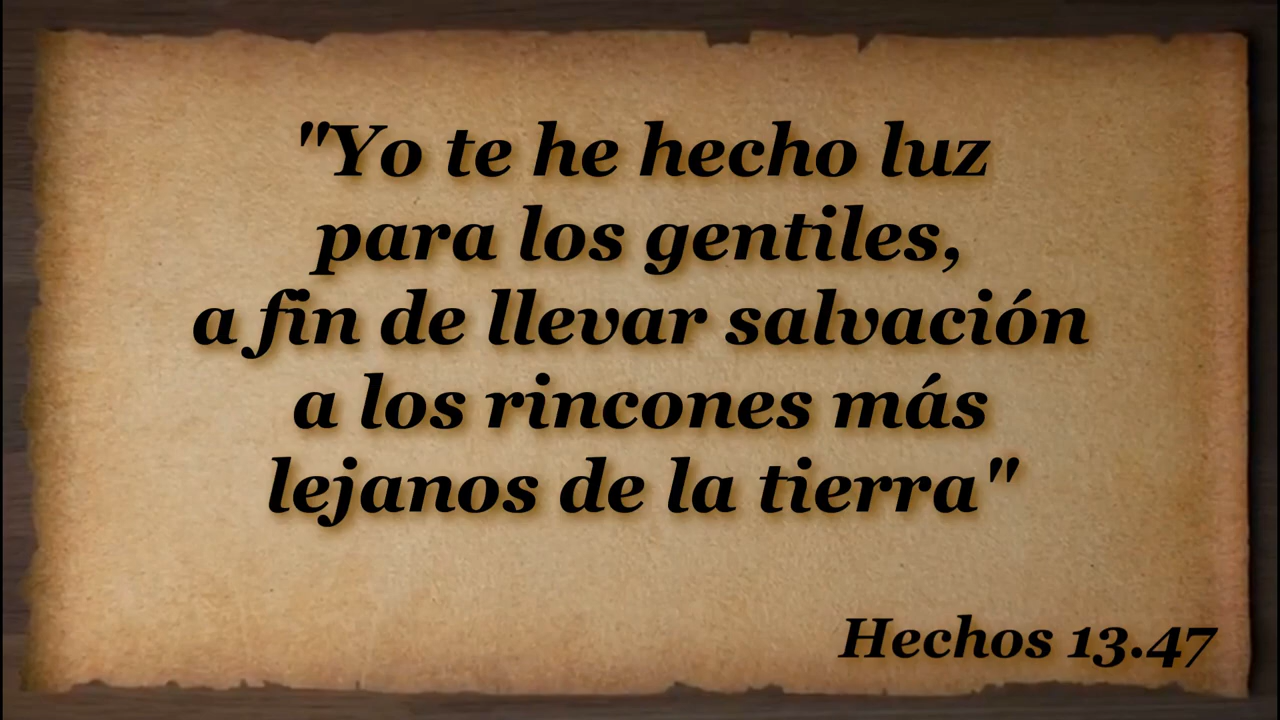 "Yo te he hecho luz
para los gentiles,
a fin de llevar salvación
a los rincones más
lejanos de la tierra"
Hechos 13.47